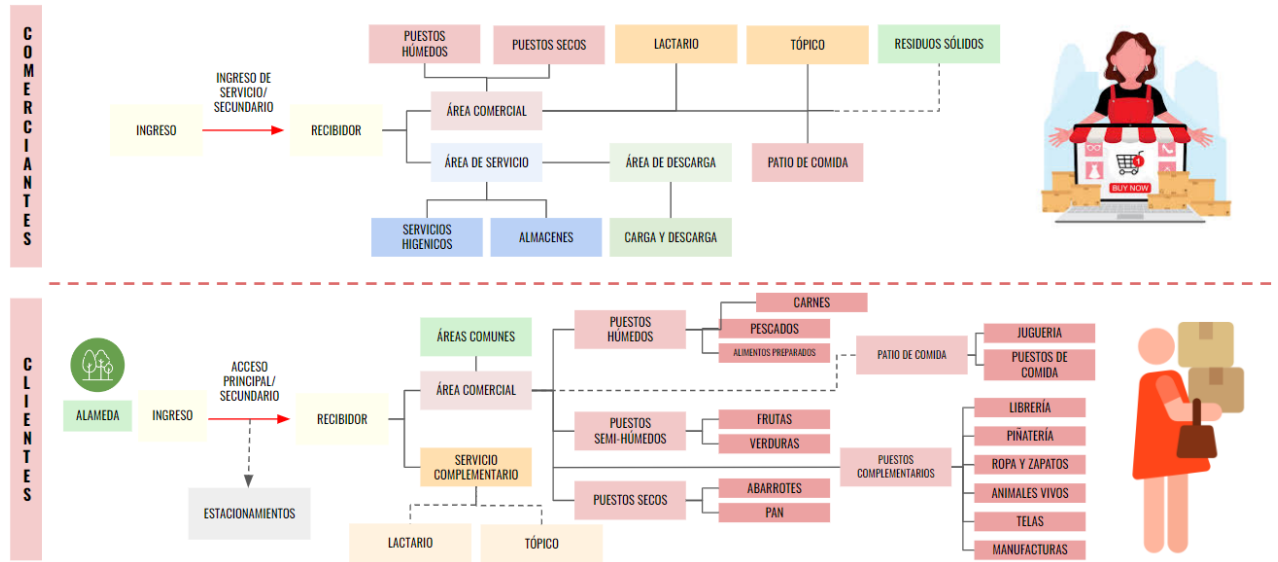 COMERCIANTES
PUESTOS
HÚMEDOS
PUESTOS SECOS
LACTARIO
TÓPICO
RESIDUOS SÓLIDOS
INGRESO DE
SERVICIO/
SECUNDARIO
INGRESO
RECIBIDOR
ÁREA COMERCIAL
ÁREA DE SERVICIO
ÁREA DE DESCARGA
PATIO DE COMIDA
SERVICIOS
HIGENICOS
ALMACENES
CARGA Y DESCARGA
1
BUY NOW
CLIENTES
ALAMEDA
INGRESO
ACCESO
PRINCIPAL/
SECUNDARIO
ESTACIONAMIENTOS
RECIBIDOR
ÁREAS COMUNES
ÁREA COMERCIAL
SERVICIO
COMPLEMENTARIO
LACTARIO
TÓPICO
PUESTOS
HÚMEDOS
CARNES
PESCADOS
ALIMENTOS PREPARADOS
PATIO DE COMIDA
JUGUERIA
PUESTOS DE
COMIDA
PUESTOS
SEMI-HÚMEDOS
FRUTAS
VERDURAS
PUESTOS SECOS
ABARROTES
PAN
PUESTOS
COMPLEMENTARIOS
LIBRERÍA
PIÑATERÍA
ROPA Y ZAPATOS
ANIMALES VIVOS
TELAS
MANUFACTURAS